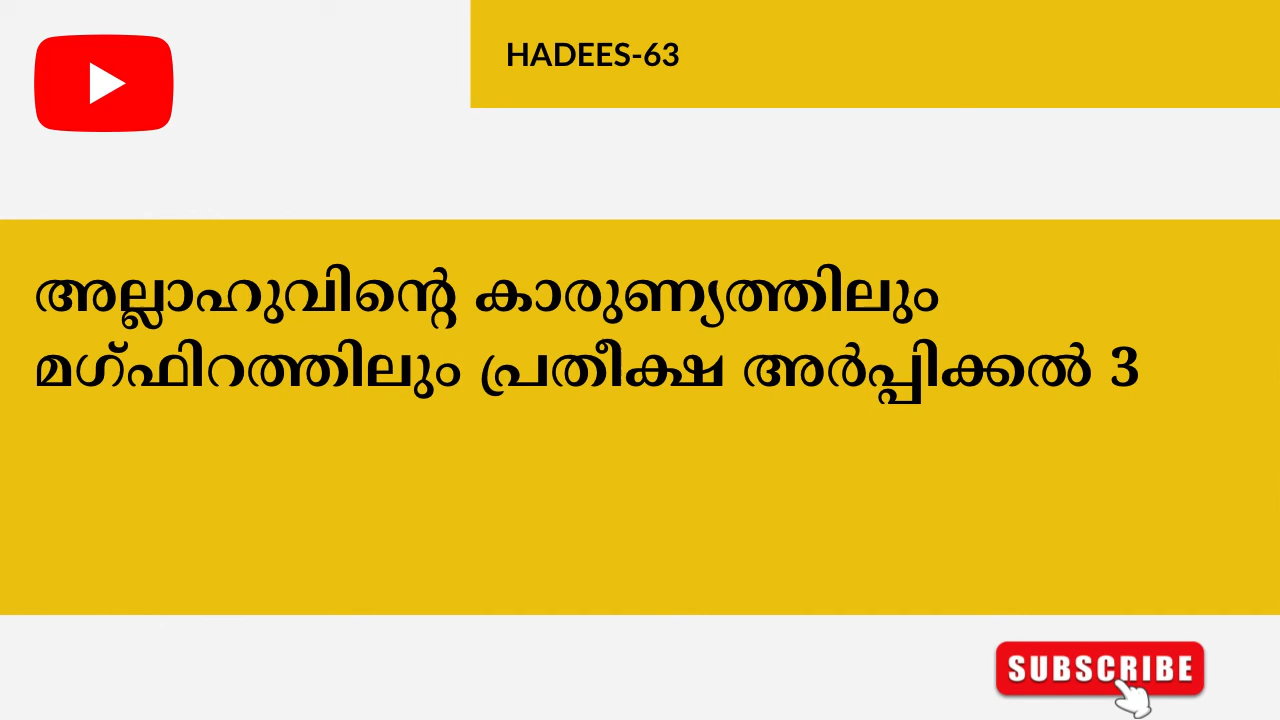 HADEES-63
അല്ലാഹുവിന്റെ കാരുണ്യത്തിലും
മഗ്ഫിറത്തിലും പ്രതീക്ഷ അർപ്പിക്കൽ 3
SUBSCRIBE